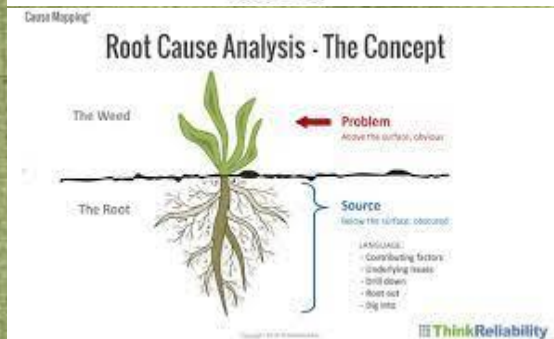 Cause Mapping®
Root Cause Analysis - The Concept
The Weed
Problem
Above the surface, obvious
The Root
Source
Below the surface, obscured
LANGUAGE:
- Contributing factors
- Underlying issues
- Drill down
- Root out
- Dig into
ThinkReliability